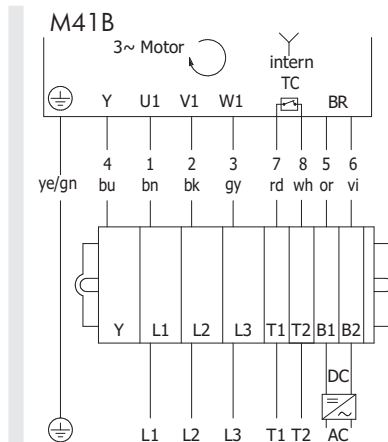 M41B
3~ Motor
intern
TC
Y U1 V1 W1 BR
4 1 2 3 7 8 5 6
ye/gn bu bn bk gy rd wh or vi
Y L1 L2 L3 T1 T2 B1 B2
DC
= ~
L1 L2 L3 T1 T2 AC